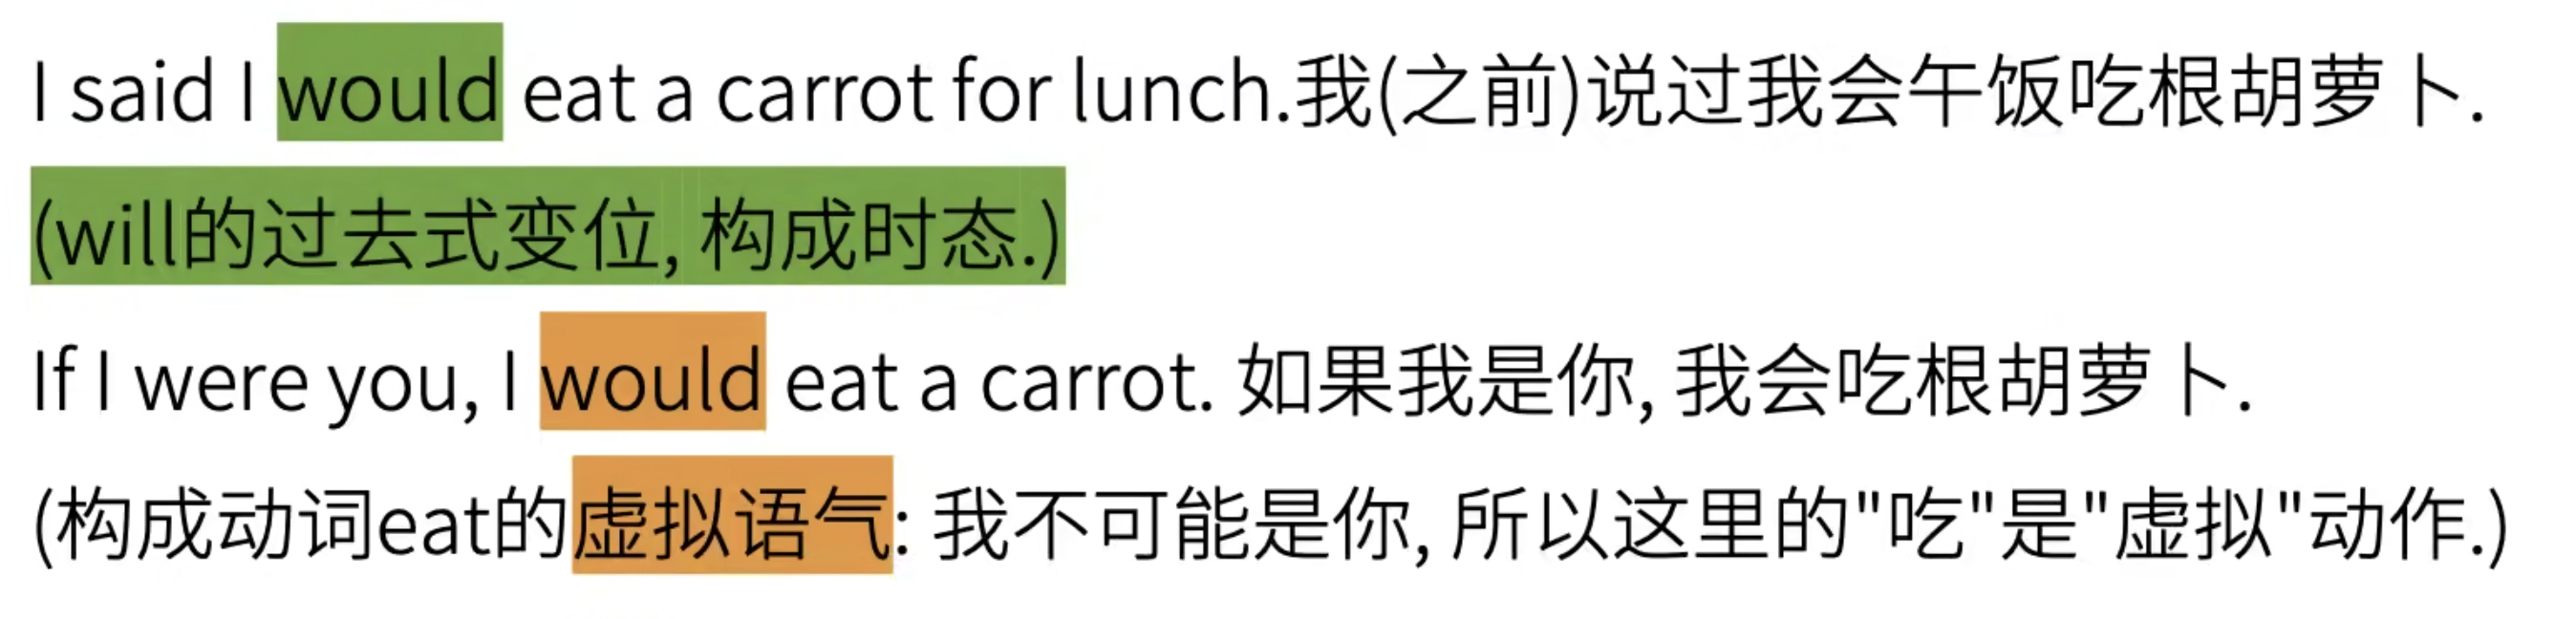 I said I would eat a carrot for lunch.我(之前)说过我会午饭吃根胡萝卜.
(will的过去式变位, 构成时态.)
If I were you, I would eat a carrot. 如果我是你, 我会吃根胡萝卜.
(构成动词eat的虚拟语气: 我不可能是你, 所以这里的"吃"是"虚拟"动作.)